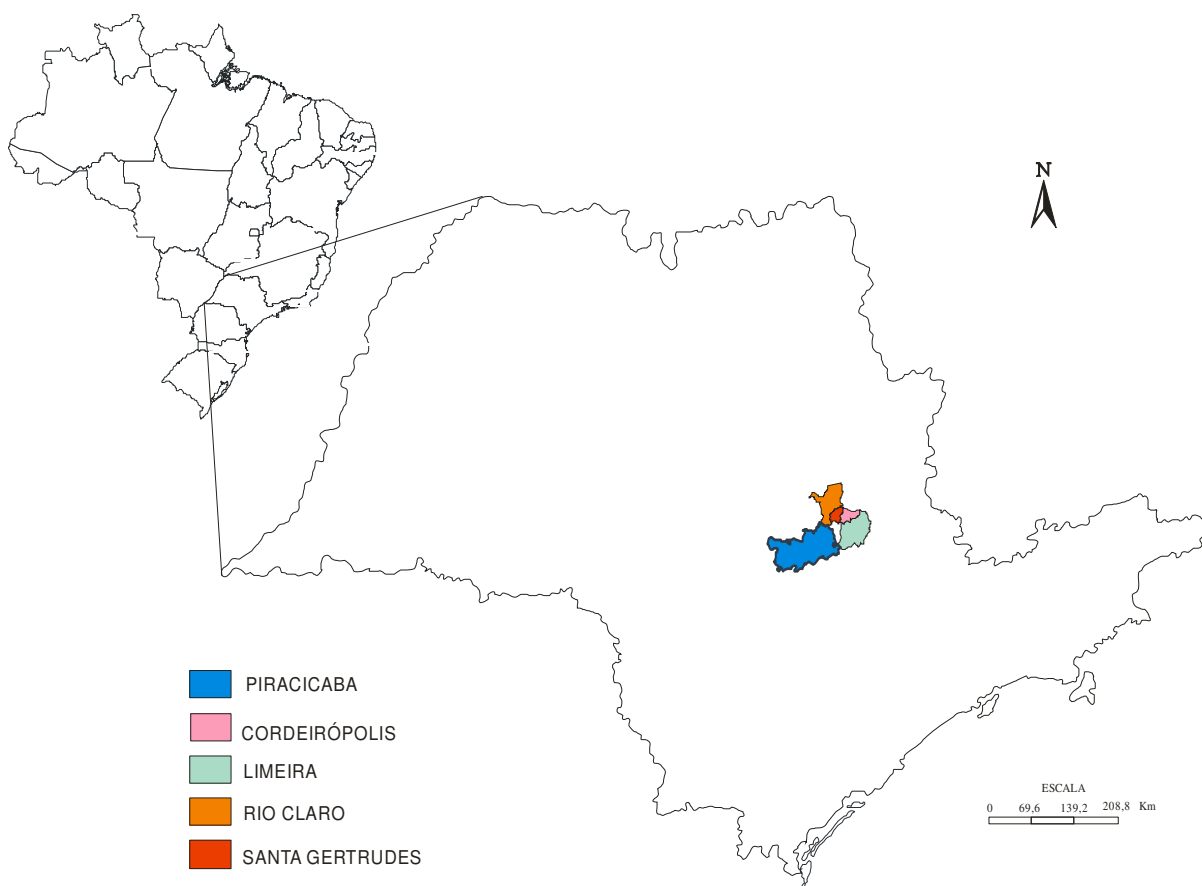 N
PIRACICABA
CORDEIRÓPOLIS
LIMEIRA
RIO CLARO
SANTA GERTRUDES
ESCALA
0 69,6 139,2 208,8 Km